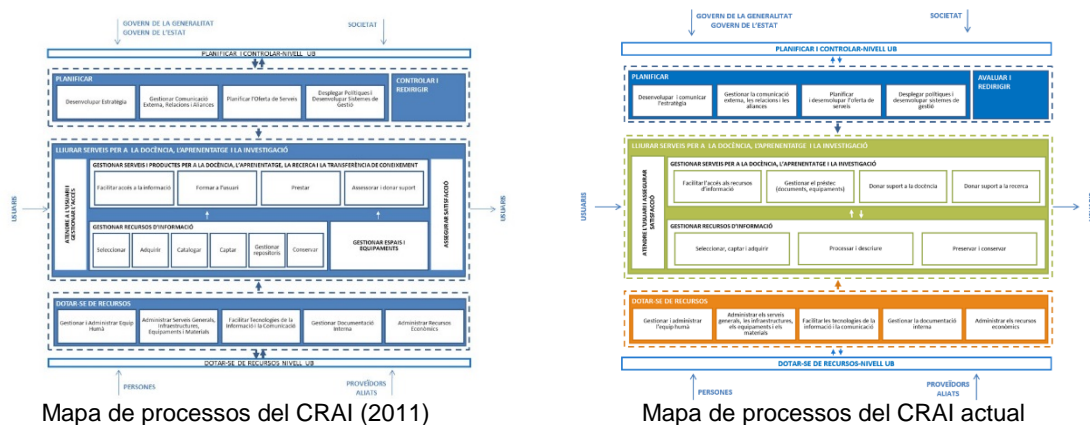 GOVERN DE LA GENERALITAT
GOVERN DE L'ESTAT
SOCIETAT
PLANIFICAR I CONTROLAR-NIVELL UB
PLANIFICAR
CONTROLAR I
REDIRIGIR
Desenvolupar Estratègia
Gestionar Comunicació
Externa, Relacions i Aliances
Planificar l'Oferta de Serveis
Desplegar Polítiques i
Desenvolupar Sistemes de
Gestió
LLIURAR SERVEIS PER A LA DOCÈNCIA, L'APRENENTATGE I LA INVESTIGACIÓ
USUARIS
ATENDRE A L'USUARI I
GESTIONAR L'ACCÉS
GESTIONAR SERVEIS I PRODUCTES PER A LA DOCÈNCIA, L'APRENENTATGE, LA RECERCA I LA TRANSFERÈNCIA DE CONEIXEMENT
Facilitar accés a la informació
Formar a l'usuari
Prestar
Assessorar i donar suport
GESTIONAR RECURSOS D'INFORMACIÓ
Seleccionar
Adquirir
Catalogar
Captar
Gestionar
repositoris
Conservar
GESTIONAR ESPAIS I
EQUIPAMENTS
ASSEGURAR SATISFACCIÓ
USUARIS
DOTAR-SE DE RECURSOS
Gestionar i Administrar Equip
Humà
Administrar Serveis Generals,
Infraestructures,
Equipaments i Materials
Facilitar Tecnologies de la
Informació i la Comunicació
Gestionar Documentació
Interna
Administrar Recursos
Econòmics
DOTAR-SE DE RECURSOS NIVELL UB
PERSONES
PROVEÏDORS
ALIATS
Mapa de processos del CRAI (2011)
GOVERN DE LA GENERALITAT
GOVERN DE L'ESTAT
SOCIETAT
PLANIFICAR I CONTROLAR-NIVELL UB
PLANIFICAR
AVALUAR I
REDIRIGIR
Desenvolupar i comunicar
l'estratègia
Gestionar la comunicació
externa, les relacions i les
aliances
Planificar
i desenvolupar l'oferta de
serveis
Desplegar polítiques i
desenvolupar sistemes de
gestió
LLIURAR SERVEIS PER A LA DOCÈNCIA, L'APRENENTATGE I LA INVESTIGACIÓ
USUARIS
ATENDRE L'USUARI I ASSEGURAR
SATISFACCIÓ
GESTIONAR SERVEIS PER A LA DOCÈNCIA, L'APRENENTATGE I LA INVESTIGACIÓ
Facilitar l'accés als recursos
d'informació
Gestionar el préstec
(documents, equipaments)
Donar suport a la docència
Donar suport a la recerca
GESTIONAR RECURSOS D'INFORMACIÓ
Seleccionar, captar i adquirir
Processar i descriure
Preservar i conservar
DOTAR-SE DE RECURSOS
Gestionar i administrar
l'equip humà
Administrar els serveis
generals, les infraestructures,
els equipaments i els
materials
Facilitar les tecnologies de la
informació i la comunicació
Gestionar la documentació
interna
Administrar els recursos
econòmics
DOTAR-SE DE RECURSOS-NIVELL UB
PERSONES
PROVEÏDORS
ALIATS
Mapa de processos del CRAI actual